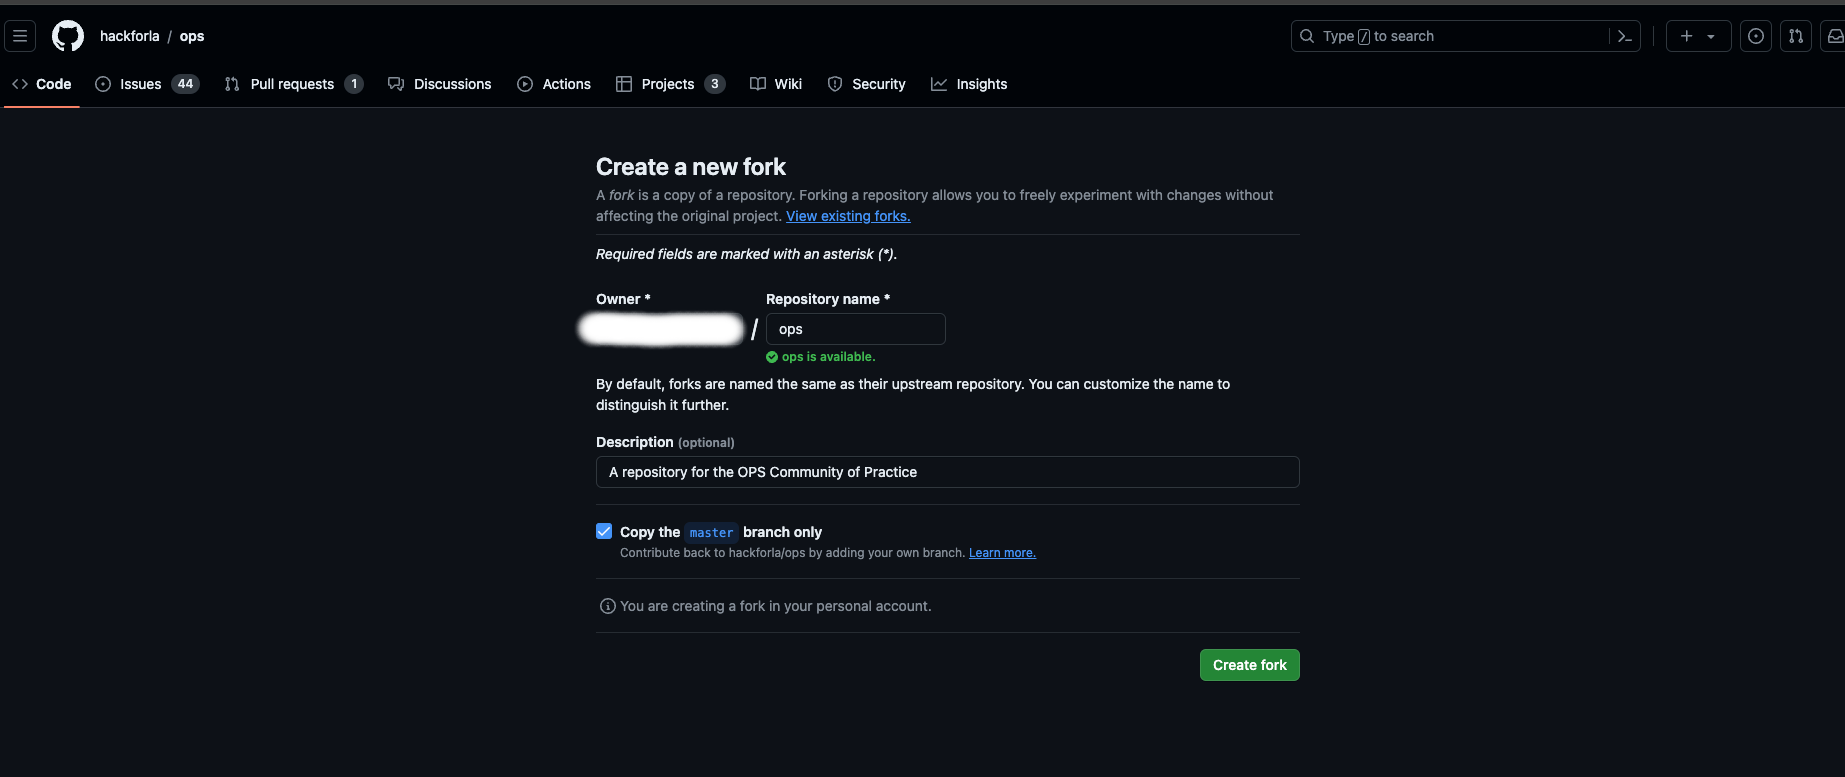 hackforla / ops
Type / to search
Code
Issues 44
Pull requests 1
Discussions
Actions
Projects 3
Wiki
Security
Insights
Create a new fork
A fork is a copy of a repository. Forking a repository allows you to freely experiment with changes without
affecting the original project. View existing forks.
Required fields are marked with an asterisk (*).
Owner *
Repository name *
/ ops
ops is available.
By default, forks are named the same as their upstream repository. You can customize the name to
distinguish it further.
Description (optional)
A repository for the OPS Community of Practice
Copy the master branch only
Contribute back to hackforla/ops by adding your own branch. Learn more.
You are creating a fork in your personal account.
Create fork